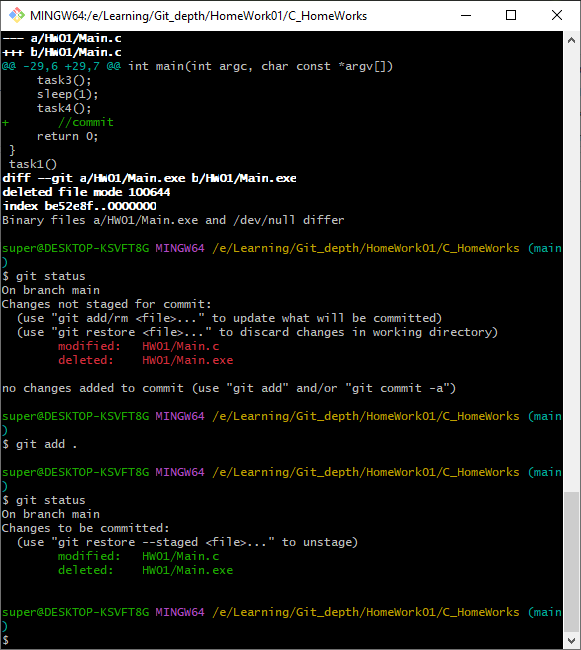 MINGW64:/e/Learning/Git_depth/HomeWork01/C_HomeWorks
--- a/HW01/Main.c
+++ b/HW01/Main.c
@@ -29,6 +29,7 @@ int main(int argc, char const *argv[])
     task3();
     sleep(1);
     task4();
+       //commit
     return 0;
 }
 task1()
diff --git a/HW01/Main.exe b/HW01/Main.exe
deleted file mode 100644
index be52e8f..0000000
Binary files a/HW01/Main.exe and /dev/null differ

super@DESKTOP-KSVFT8G MINGW64 /e/Learning/Git_depth/HomeWork01/C_HomeWorks (main
)
$ git status
On branch main
Changes not staged for commit:
  (use "git add/rm <file>..." to update what will be committed)
  (use "git restore <file>..." to discard changes in working directory)
        modified:   HW01/Main.c
        deleted:    HW01/Main.exe

no changes added to commit (use "git add" and/or "git commit -a")

super@DESKTOP-KSVFT8G MINGW64 /e/Learning/Git_depth/HomeWork01/C_HomeWorks (main
)
$ git add .

super@DESKTOP-KSVFT8G MINGW64 /e/Learning/Git_depth/HomeWork01/C_HomeWorks (main
)
$ git status
On branch main
Changes to be committed:
  (use "git restore --staged <file>..." to unstage)
        modified:   HW01/Main.c
        deleted:    HW01/Main.exe


super@DESKTOP-KSVFT8G MINGW64 /e/Learning/Git_depth/HomeWork01/C_HomeWorks (main
)
$